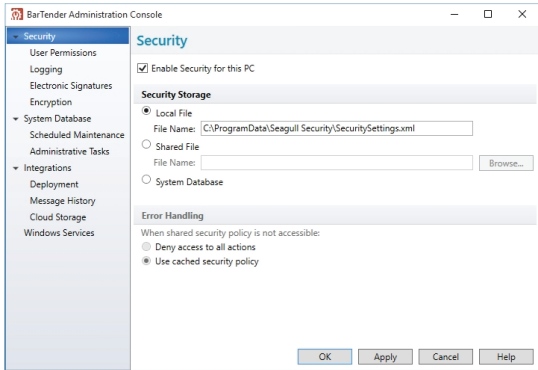 BarTender Administration Console
Security
User Permissions
Logging
Electronic Signatures
Encryption
System Database
Scheduled Maintenance
Administrative Tasks
Integrations
Deployment
Message History
Cloud Storage
Windows Services
Security
Enable Security for this PC
Security Storage
Local File
File Name: C:\ProgramData\Seagull Security\SecuritySettings.xml
Shared File
File Name: Browse...
System Database
Error Handling
When shared security policy is not accessible:
Deny access to all actions
Use cached security policy
OK Apply Cancel Help